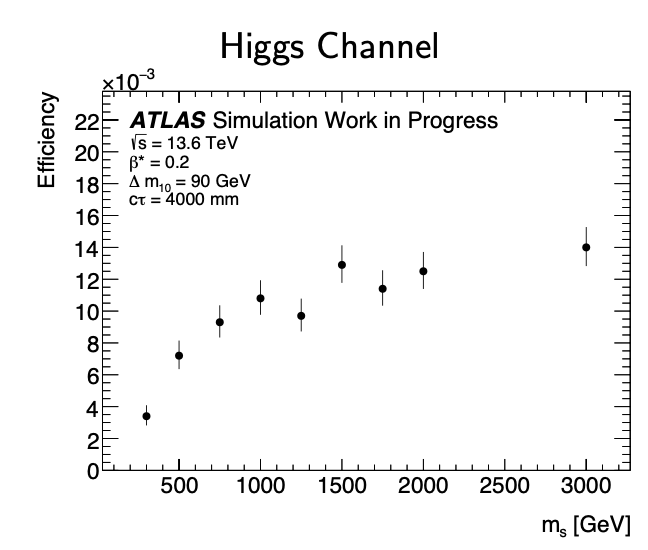 Higgs Channel
×10⁻³
Efficiency
ATLAS Simulation Work in Progress
√s = 13.6 TeV
β* = 0.2
Δ m₁₀ = 90 GeV
cτ = 4000 mm
22
20
18
16
14
12
10
8
6
4
2
0
500 1000 1500 2000 2500 3000
mₛ [GeV]